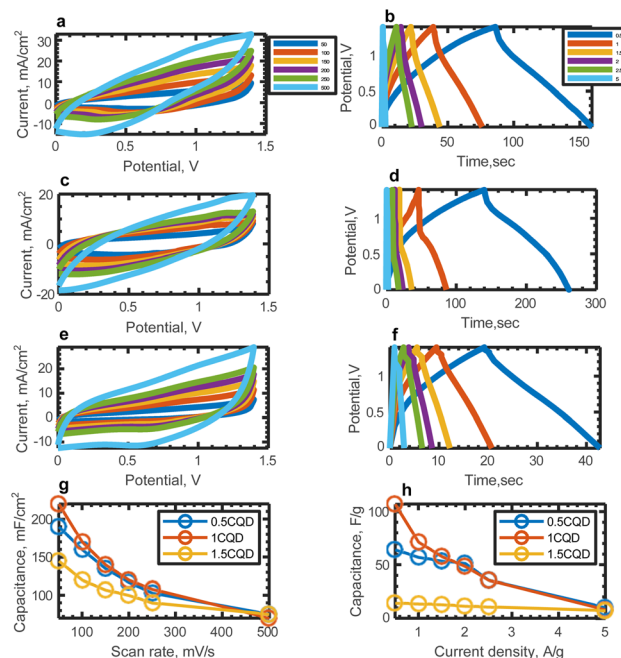 a
Current, mA/cm²
30
20
10
0
-10
0
0.5
1
1.5
Potential, V
50
100
150
200
250
500
b
Potential,V
1
0.5
0
0
50
100
150
Time,sec
0.5
1
1.5
2
2.5
5
c
Current, mA/cm²
20
0
-20
0
0.5
1
1.5
Potential, V
d
Potential,V
1
0.5
0
0
100
200
300
Time,sec
e
Current, mA/cm²
20
10
0
-10
0
0.5
1
1.5
Potential, V
f
Potential,V
1
0.5
0
0
10
20
30
40
Time,sec
g
Capacitance, mF/cm²
200
150
100
100
200
300
400
500
Scan rate, mV/s
0.5CQD
1CQD
1.5CQD
h
Capacitance, F/g
100
50
0
1
2
3
4
5
Current density, A/g
0.5CQD
1CQD
1.5CQD